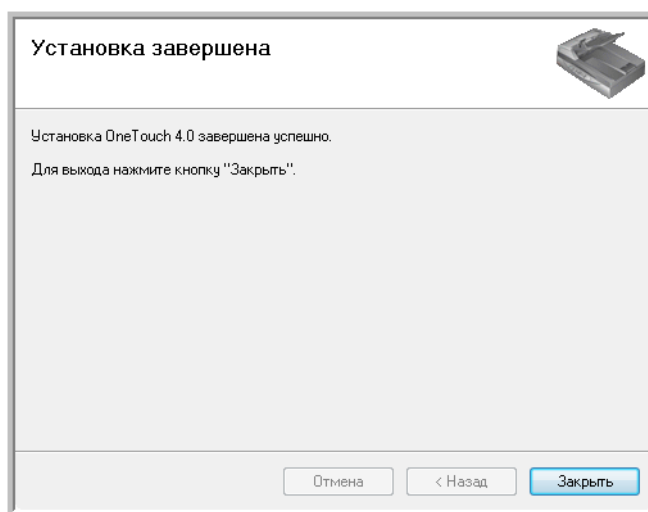 Установка завершена
Установка OneTouch 4.0 завершена успешно.
Для выхода нажмите кнопку "Закрыть".
Отмена
< Назад
Закрыть